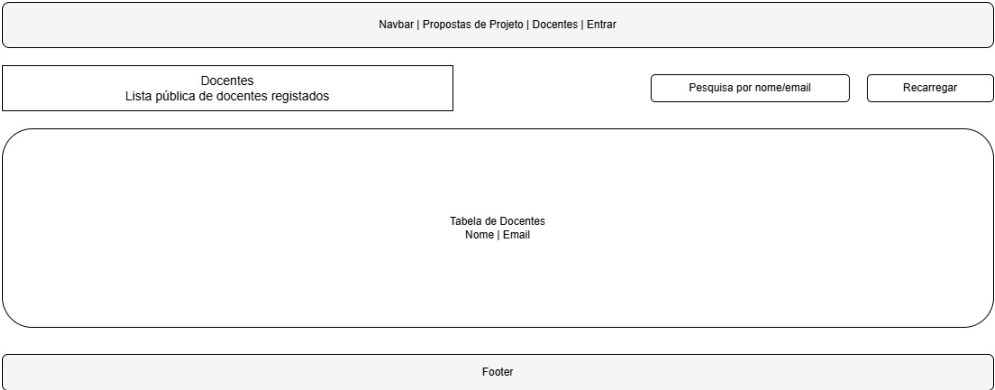 Navbar | Propostas de Projeto | Docentes | Entrar
Docentes
Lista pública de docentes registados
Pesquisa por nome/email
Recarregar
Tabela de Docentes
Nome | Email
Footer